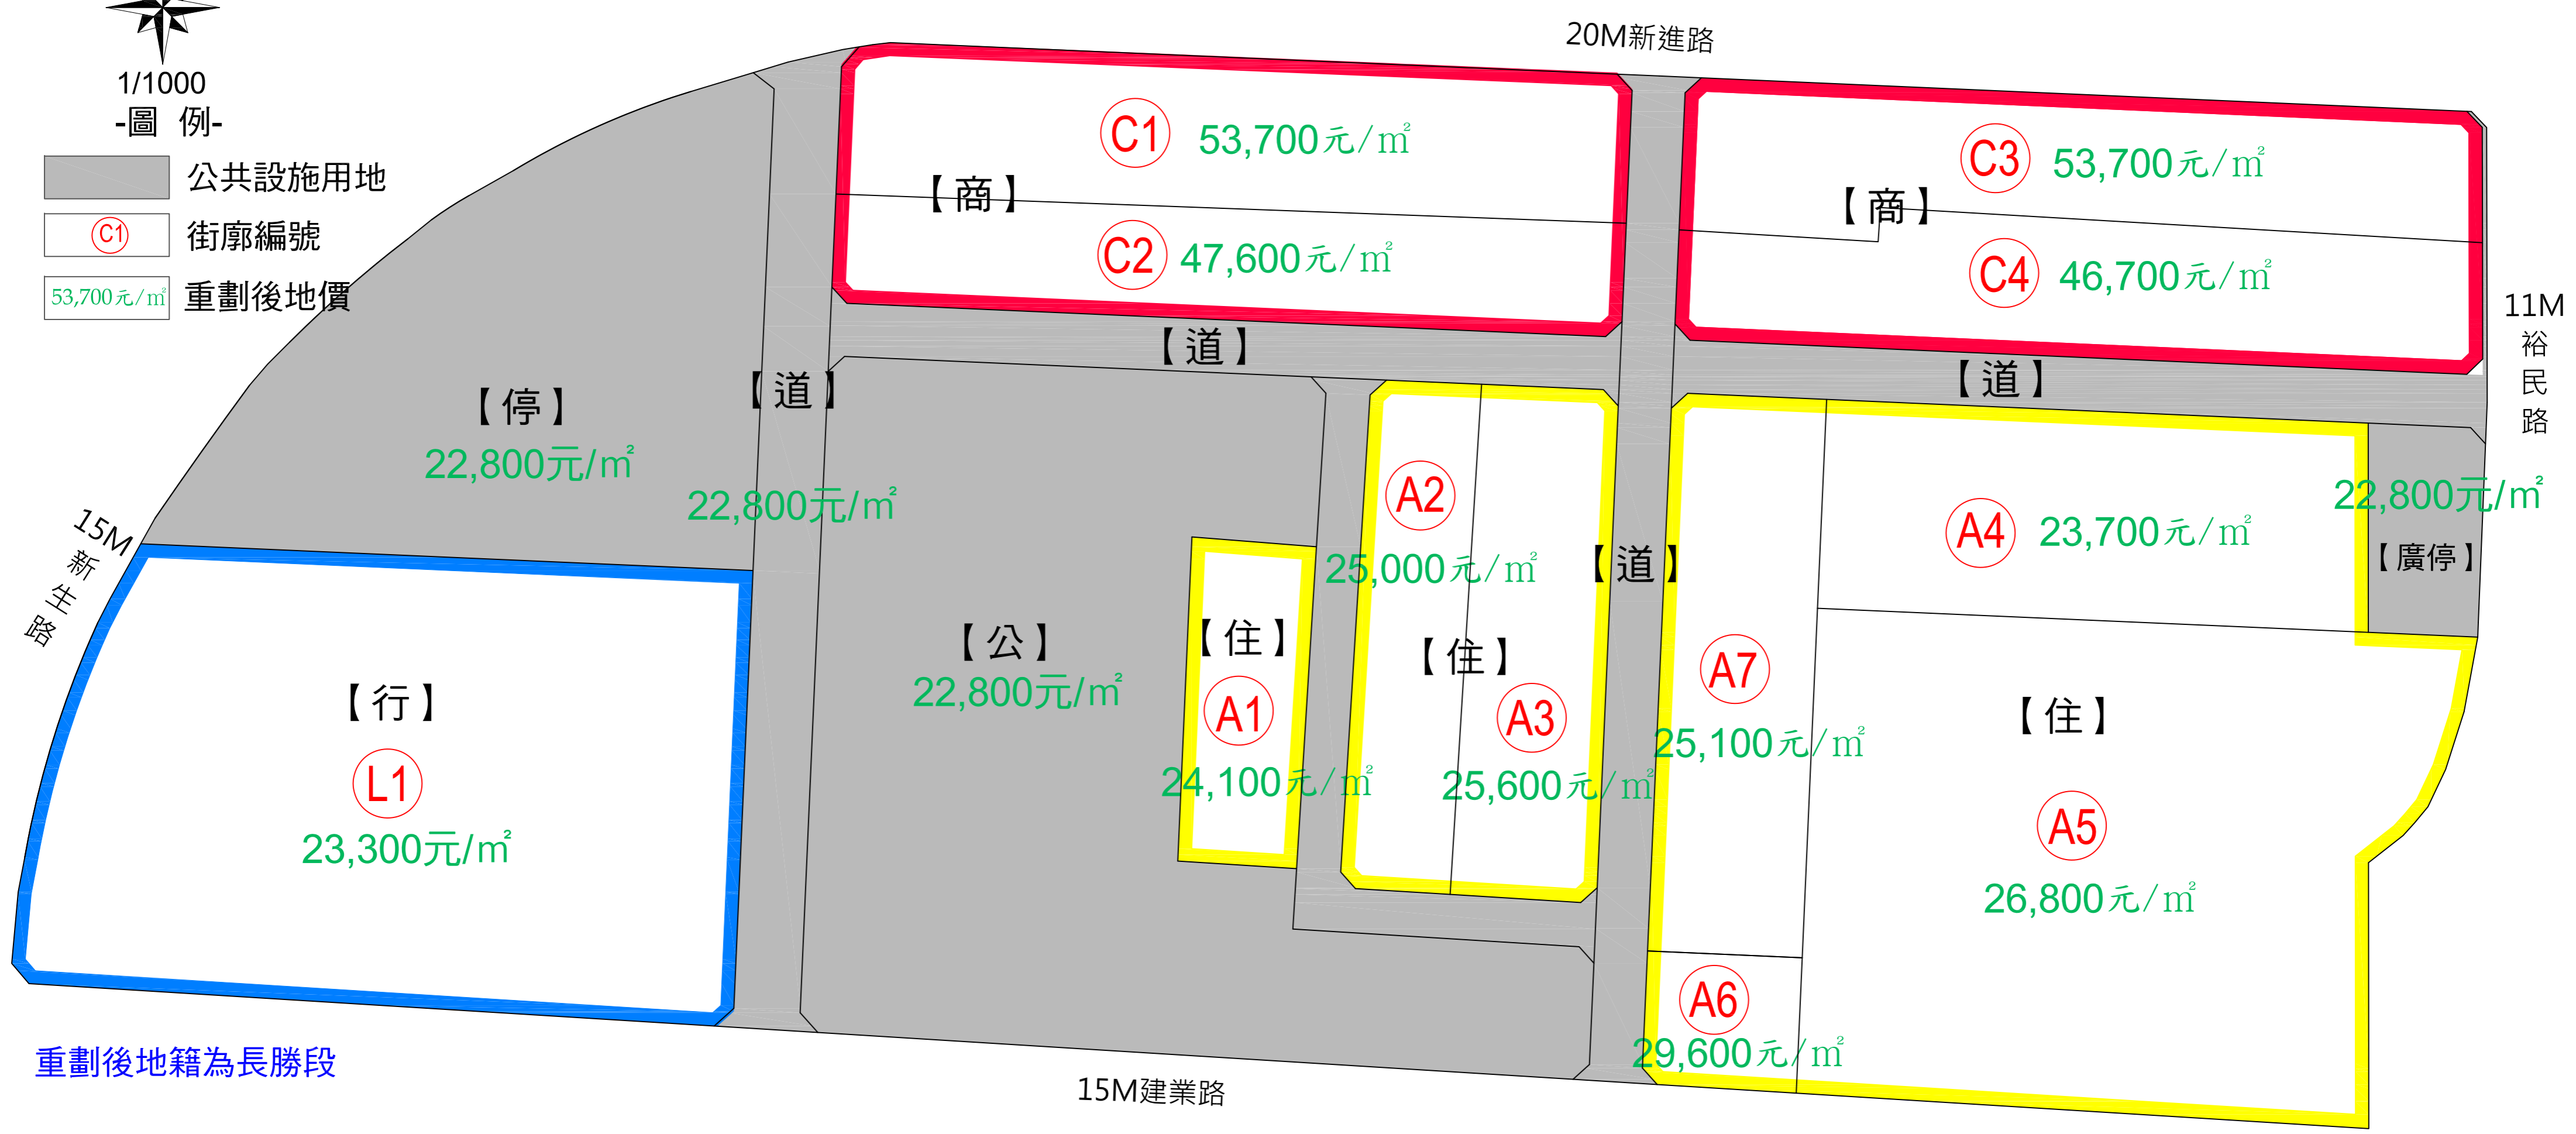 1/1000
-圖 例-
公共設施用地
C1 街廓編號
53,700元/㎡ 重劃後地價
20M新進路
C1 53,700元/㎡
【商】
C2 47,600元/㎡
C3 53,700元/㎡
【商】
C4 46,700元/㎡
11M
裕
民
路
【道】
【道】
【道】
【停】
22,800元/㎡
22,800元/㎡
15M
新
生
路
【行】
L1
23,300元/㎡
【公】
22,800元/㎡
【住】
A1
24,100元/㎡
A2
25,000元/㎡
【住】
A3
25,600元/㎡
【道】
A7
25,100元/㎡
A4 23,700元/㎡
22,800元/㎡
【廣停】
【住】
A5
26,800元/㎡
A6
29,600元/㎡
重劃後地籍為長勝段
15M建業路